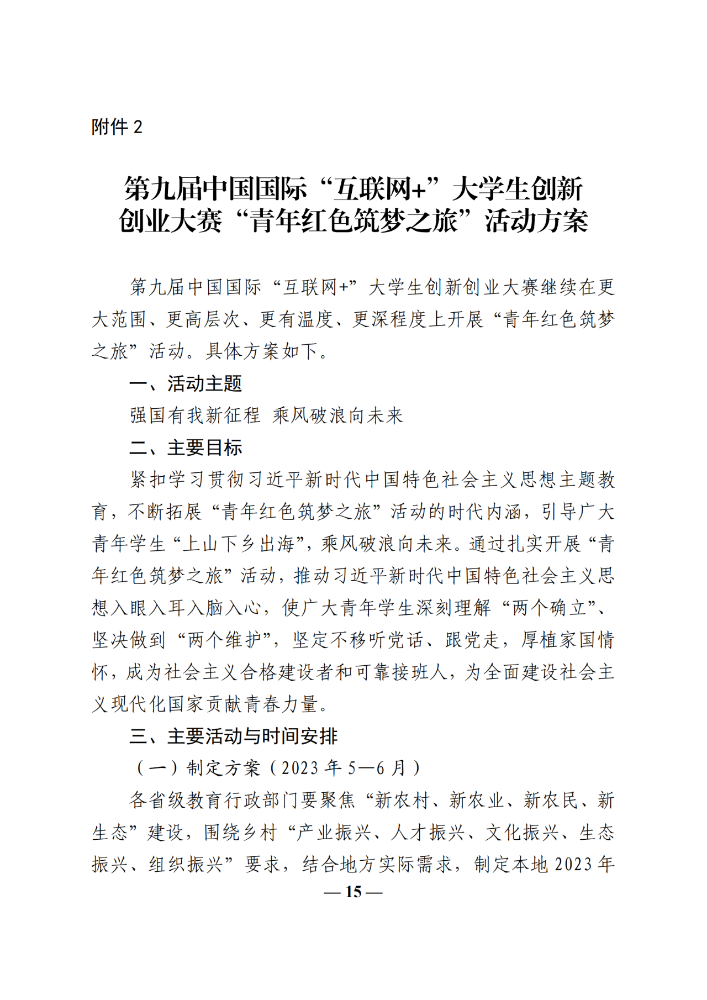 附件 2
第九届中国国际“互联网+”大学生创新
创业大赛“青年红色筑梦之旅”活动方案
第九届中国国际“互联网+”大学生创新创业大赛继续在更
大范围、更高层次、更有温度、更深程度上开展“青年红色筑梦
之旅”活动。具体方案如下。
一、活动主题
强国有我新征程 乘风破浪向未来
二、主要目标
紧扣学习贯彻习近平新时代中国特色社会主义思想主题教
育，不断拓展“青年红色筑梦之旅”活动的时代内涵，引导广大
青年学生“上山下乡出海”，乘风破浪向未来。通过扎实开展“青
年红色筑梦之旅”活动，推动习近平新时代中国特色社会主义思
想入眼入耳入脑入心，使广大青年学生深刻理解“两个确立”、
坚决做到“两个维护”，坚定不移听党话、跟党走，厚植家国情
怀，成为社会主义合格建设者和可靠接班人，为全面建设社会主
义现代化国家贡献青春力量。
三、主要活动与时间安排
（一）制定方案（2023 年 5—6 月）
各省级教育行政部门要聚焦“新农村、新农业、新农民、新
生态”建设，围绕乡村“产业振兴、人才振兴、文化振兴、生态
振兴、组织振兴”要求，结合地方实际需求，制定本地 2023 年
— 15 —